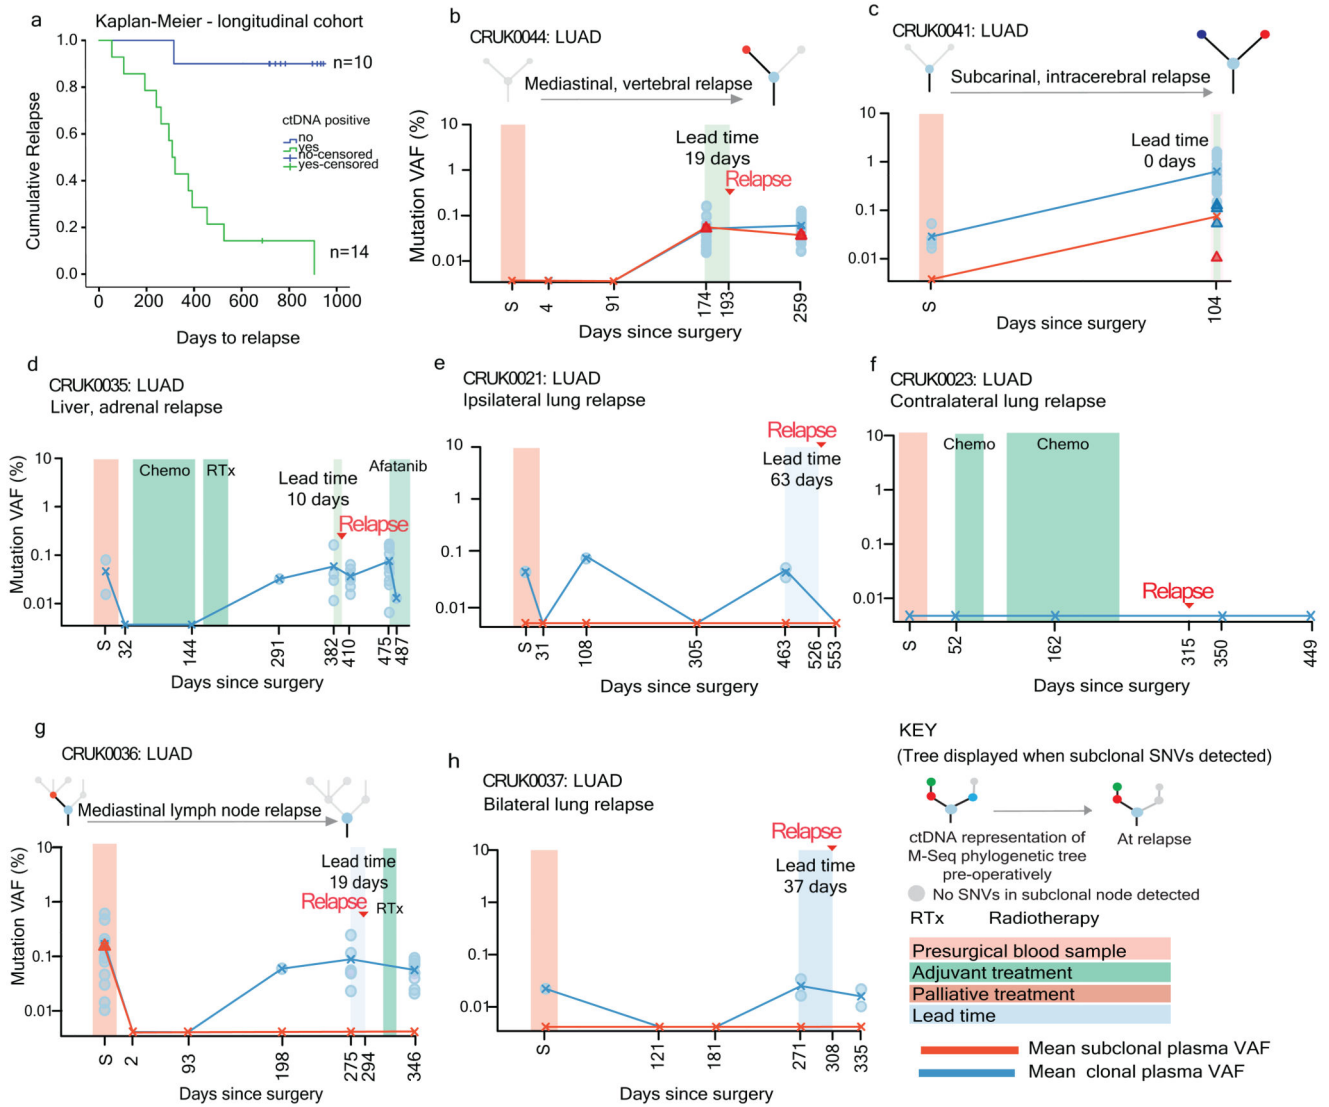 a
Kaplan-Meier - longitudinal cohort
Cumulative Relapse
1.0
0.8
0.6
0.4
0.2
0.0
n=10
ctDNA positive
no
yes
no-censored
yes-censored
n=14
0 200 400 600 800 1000
Days to relapse
b
CRUK0044: LUAD
Mediastinal, vertebral relapse
Mutation VAF (%)
10
1
0.1
0.01
Lead time
19 days
Relapse
S 4 91 174 193 259
Days since surgery
c
CRUK0041: LUAD
Subcarinal, intracerebral relapse
10
1
0.1
0.01
Lead time
0 days
S 104
Days since surgery
d
CRUK0035: LUAD
Liver, adrenal relapse
Mutation VAF (%)
10
1
0.1
0.01
Chemo
RTx
Lead time
10 days
Relapse
Afatanib
S 32 144 291 382 410 475 487
Days since surgery
e
CRUK0021: LUAD
Ipsilateral lung relapse
10
1
0.1
0.01
Relapse
Lead time
63 days
S 31 108 305 463 526 553
Days since surgery
f
CRUK0023: LUAD
Contralateral lung relapse
10
1
0.1
0.01
Chemo
Chemo
Relapse
S 52 162 315 350 449
Days since surgery
g
CRUK0036: LUAD
Mediastinal lymph node relapse
Mutation VAF (%)
10
1
0.1
0.01
Lead time
19 days
Relapse
RTx
S 2 93 198 275 294 346
Days since surgery
h
CRUK0037: LUAD
Bilateral lung relapse
10
1
0.1
0.01
Relapse
Lead time
37 days
S 121 181 271 308 335
Days since surgery
KEY
(Tree displayed when subclonal SNVs detected)
ctDNA representation of
M-Seq phylogenetic tree
pre-operatively
At relapse
No SNVs in subclonal node detected
RTx Radiotherapy
Presurgical blood sample
Adjuvant treatment
Palliative treatment
Lead time
Mean subclonal plasma VAF
Mean clonal plasma VAF